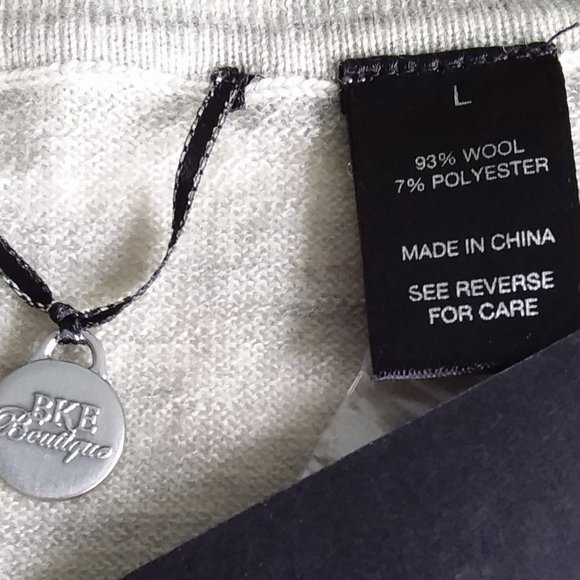 L
93% WOOL
7% POLYESTER
MADE IN CHINA
SEE REVERSE
FOR CARE
BKE
Boutique